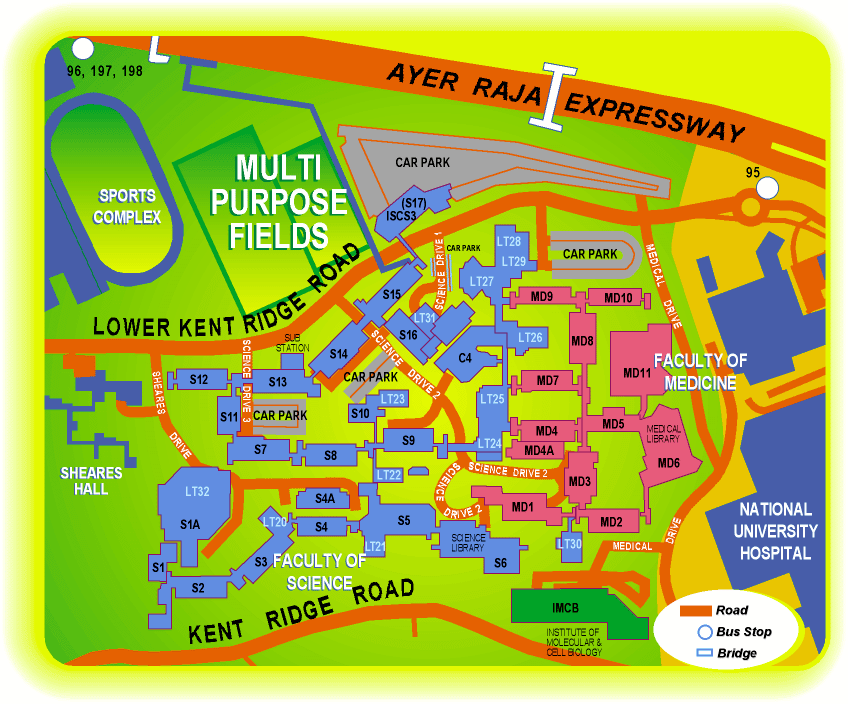 96, 197, 198
AYER RAJA EXPRESSWAY
95
MULTI
PURPOSE
FIELDS
SPORTS
COMPLEX
CAR PARK
(S17)
ISCS3
LT28
LT29
CAR PARK
CAR PARK
SCIENCE DRIVE 1
MEDICAL DRIVE
LT27
LOWER KENT RIDGE ROAD
S15
MD9
MD10
LT31
S16
LT26
MD8
SUB
STATION
S14
SCIENCE DRIVE 2
C4
MD11
FACULTY OF
MEDICINE
SHEARES
DRIVE
S12
SCIENCE DRIVE 3
S13
CAR PARK
MD7
LT23
LT25
S11
CAR PARK
S10
MD5
MEDICAL
LIBRARY
MD4
S9
LT24
MD4A
S7
S8
MD6
SHEARES
HALL
LT22
SCIENCE DRIVE 2
SCIENCE
DRIVE 2
MD3
LT32
S4A
MD1
S1A
LT20
S4
S5
MD2
NATIONAL
UNIVERSITY
HOSPITAL
DRIVE
MEDICAL
LT21
SCIENCE
LIBRARY
LT30
S6
S1
S3
FACULTY OF
SCIENCE
S2
KENT RIDGE ROAD
IMCB
INSTITUTE OF
MOLECULAR &
CELL BIOLOGY
Road
Bus Stop
Bridge